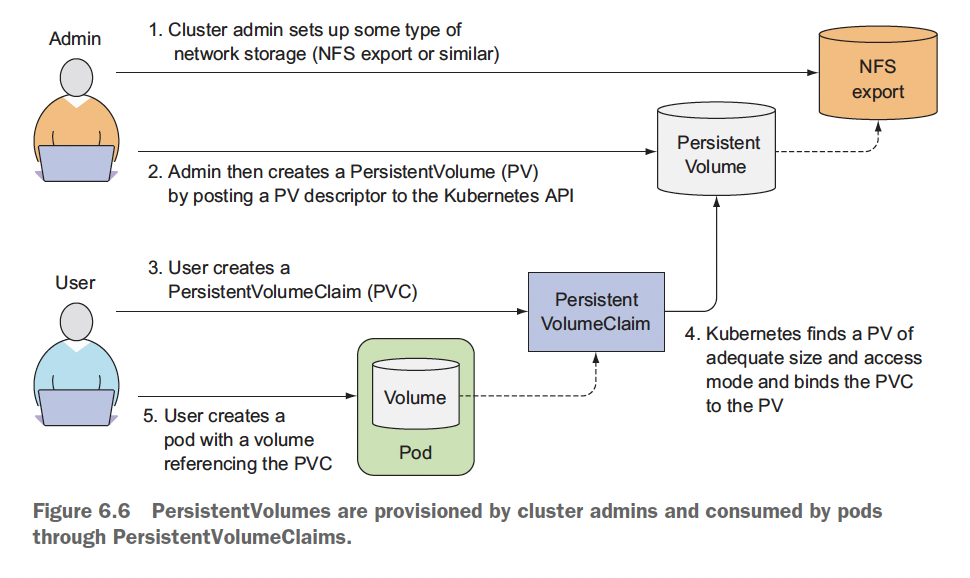 Admin
1. Cluster admin sets up some type of
network storage (NFS export or similar)
NFS
export
Persistent
Volume
2. Admin then creates a PersistentVolume (PV)
by posting a PV descriptor to the Kubernetes API
User
3. User creates a
PersistentVolumeClaim (PVC)
Persistent
VolumeClaim
4. Kubernetes finds a PV of
adequate size and access
mode and binds the PVC
to the PV
Volume
Pod
5. User creates a
pod with a volume
referencing the PVC
Figure 6.6 PersistentVolumes are provisioned by cluster admins and consumed by pods
through PersistentVolumeClaims.